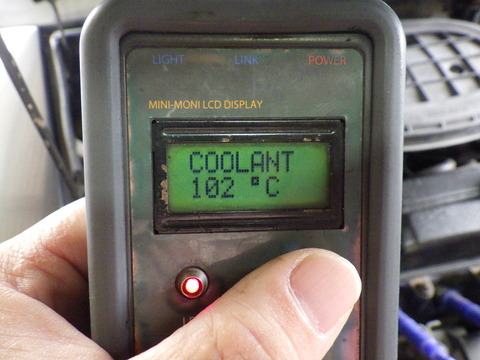 LIGHT LINK POWER
MINI-MONI LCD DISPLAY
COOLANT
102 °C